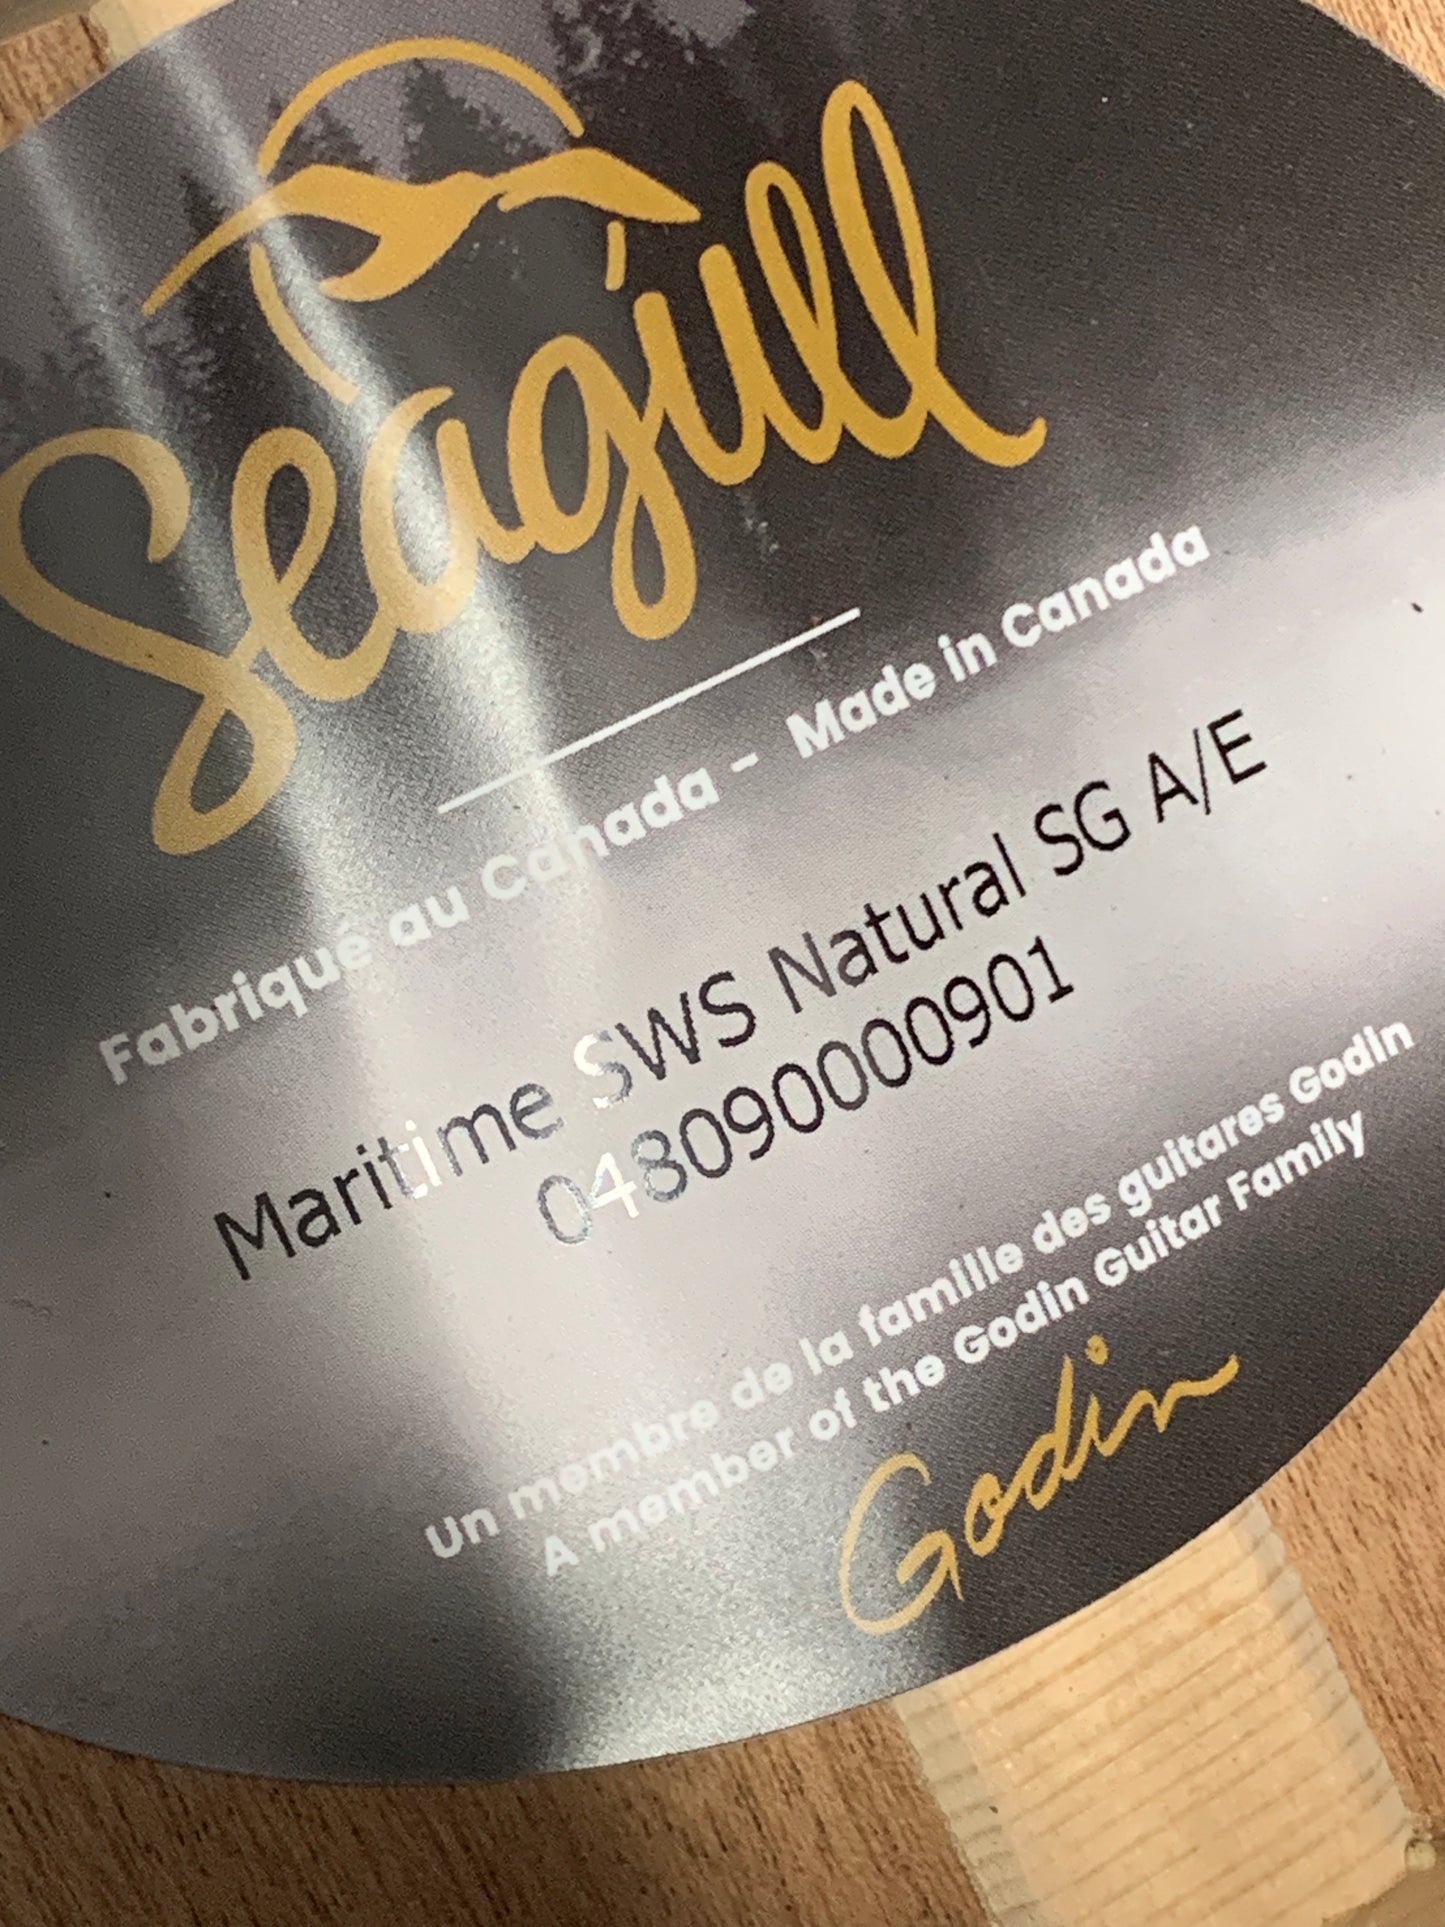 Seagull
Fabriqué au Canada - Made in Canada
Maritime SWS Natural SG A/E
048090000901
Un membre de la famille des guitares Godin
A member of the Godin Guitar Family
Godin